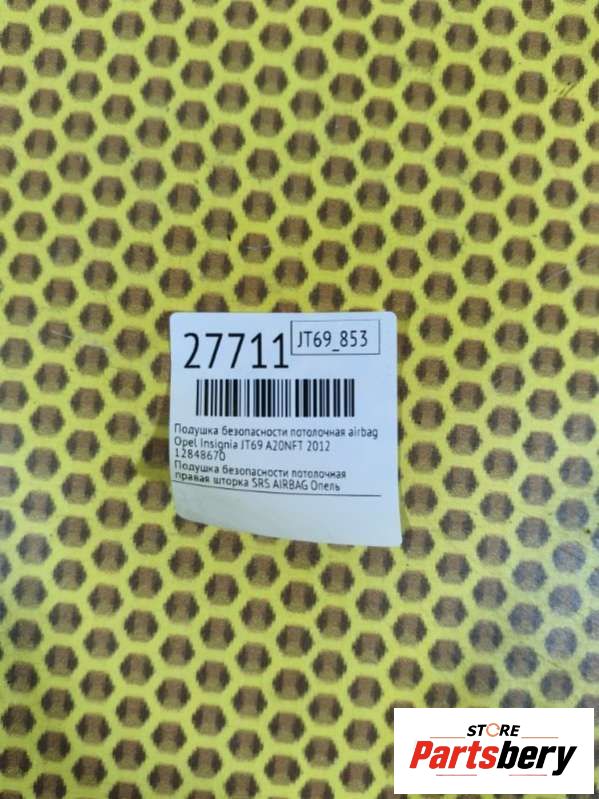 27711
JT69_853
Подушка безопасности потолочная airbag
Opel Insignia JT69 A20NFT 2012
12848670
Подушка безопасности потолочная
правая шторка SRS AIRBAG Опель
STORE
Partsbery